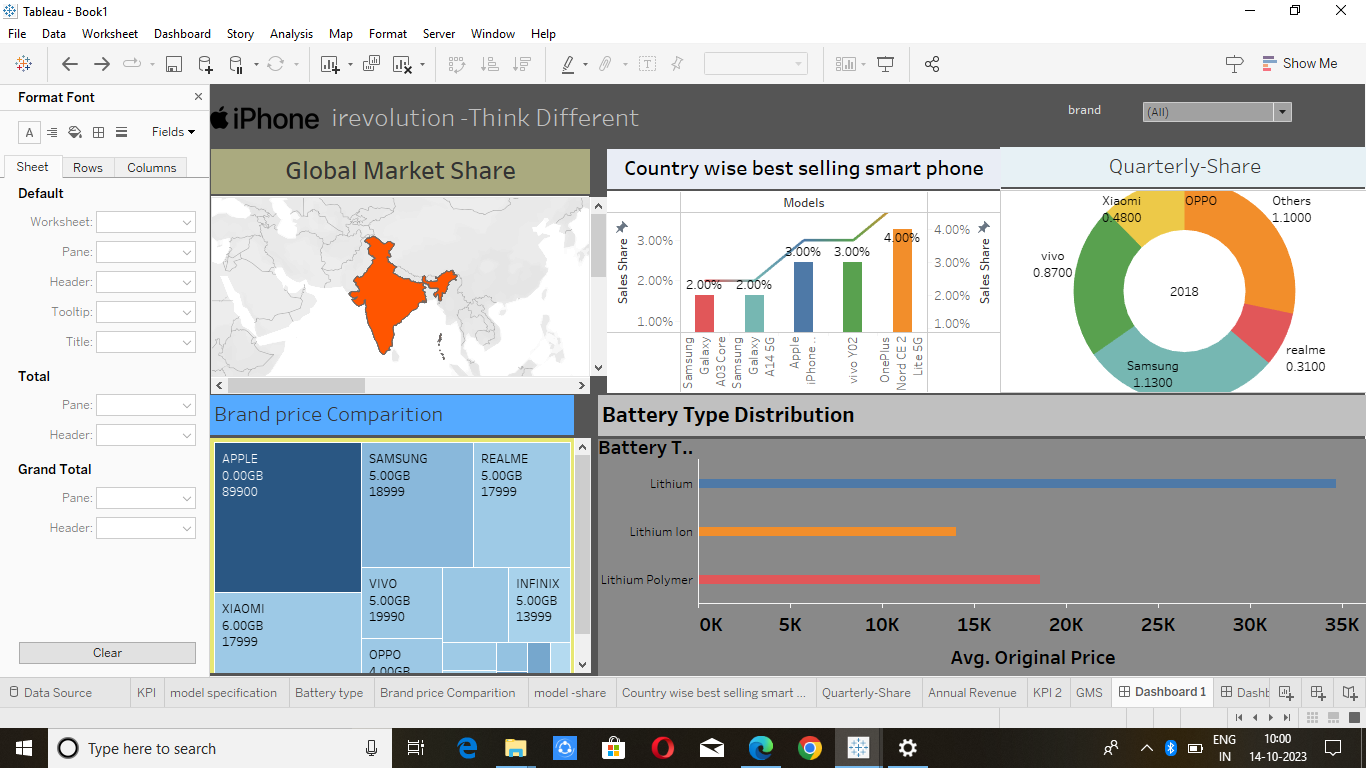 Tableau - Book1
File Data Worksheet Dashboard Story Analysis Map Format Server Window Help
Show Me
Format Font
Fields
Sheet Rows Columns
Default
Worksheet:
Pane:
Header:
Tooltip:
Title:
Total
Pane:
Header:
Grand Total
Pane:
Header:
Clear
iPhone irevolution -Think Different
brand (All)
Global Market Share
Country wise best selling smart phone
Models
Sales Share
3.00%
2.00%
1.00%
2.00%
2.00%
3.00%
3.00%
4.00%
Samsung Galaxy A03 Core
Samsung Galaxy A14 5G
Apple iPhone ..
vivo Y02
OnePlus Nord CE 2 Lite 5G
4.00%
3.00%
2.00%
1.00%
Sales Share
Quarterly-Share
Xiaomi
0.4800
OPPO
Others
1.1000
vivo
0.8700
2018
realme
0.3100
Samsung
1.1300
Brand price Comparition
APPLE
0.00GB
89900
SAMSUNG
5.00GB
18999
REALME
5.00GB
17999
XIAOMI
6.00GB
17999
VIVO
5.00GB
19990
INFINIX
5.00GB
13999
OPPO
4.00GB
Battery Type Distribution
Battery T..
Lithium
Lithium Ion
Lithium Polymer
0K 5K 10K 15K 20K 25K 30K 35K
Avg. Original Price
Data Source KPI model specification Battery type Brand price Comparition model -share Country wise best selling smart ... Quarterly-Share Annual Revenue KPI 2 GMS Dashboard 1 Dashb
Type here to search
ENG
IN
10:00
14-10-2023